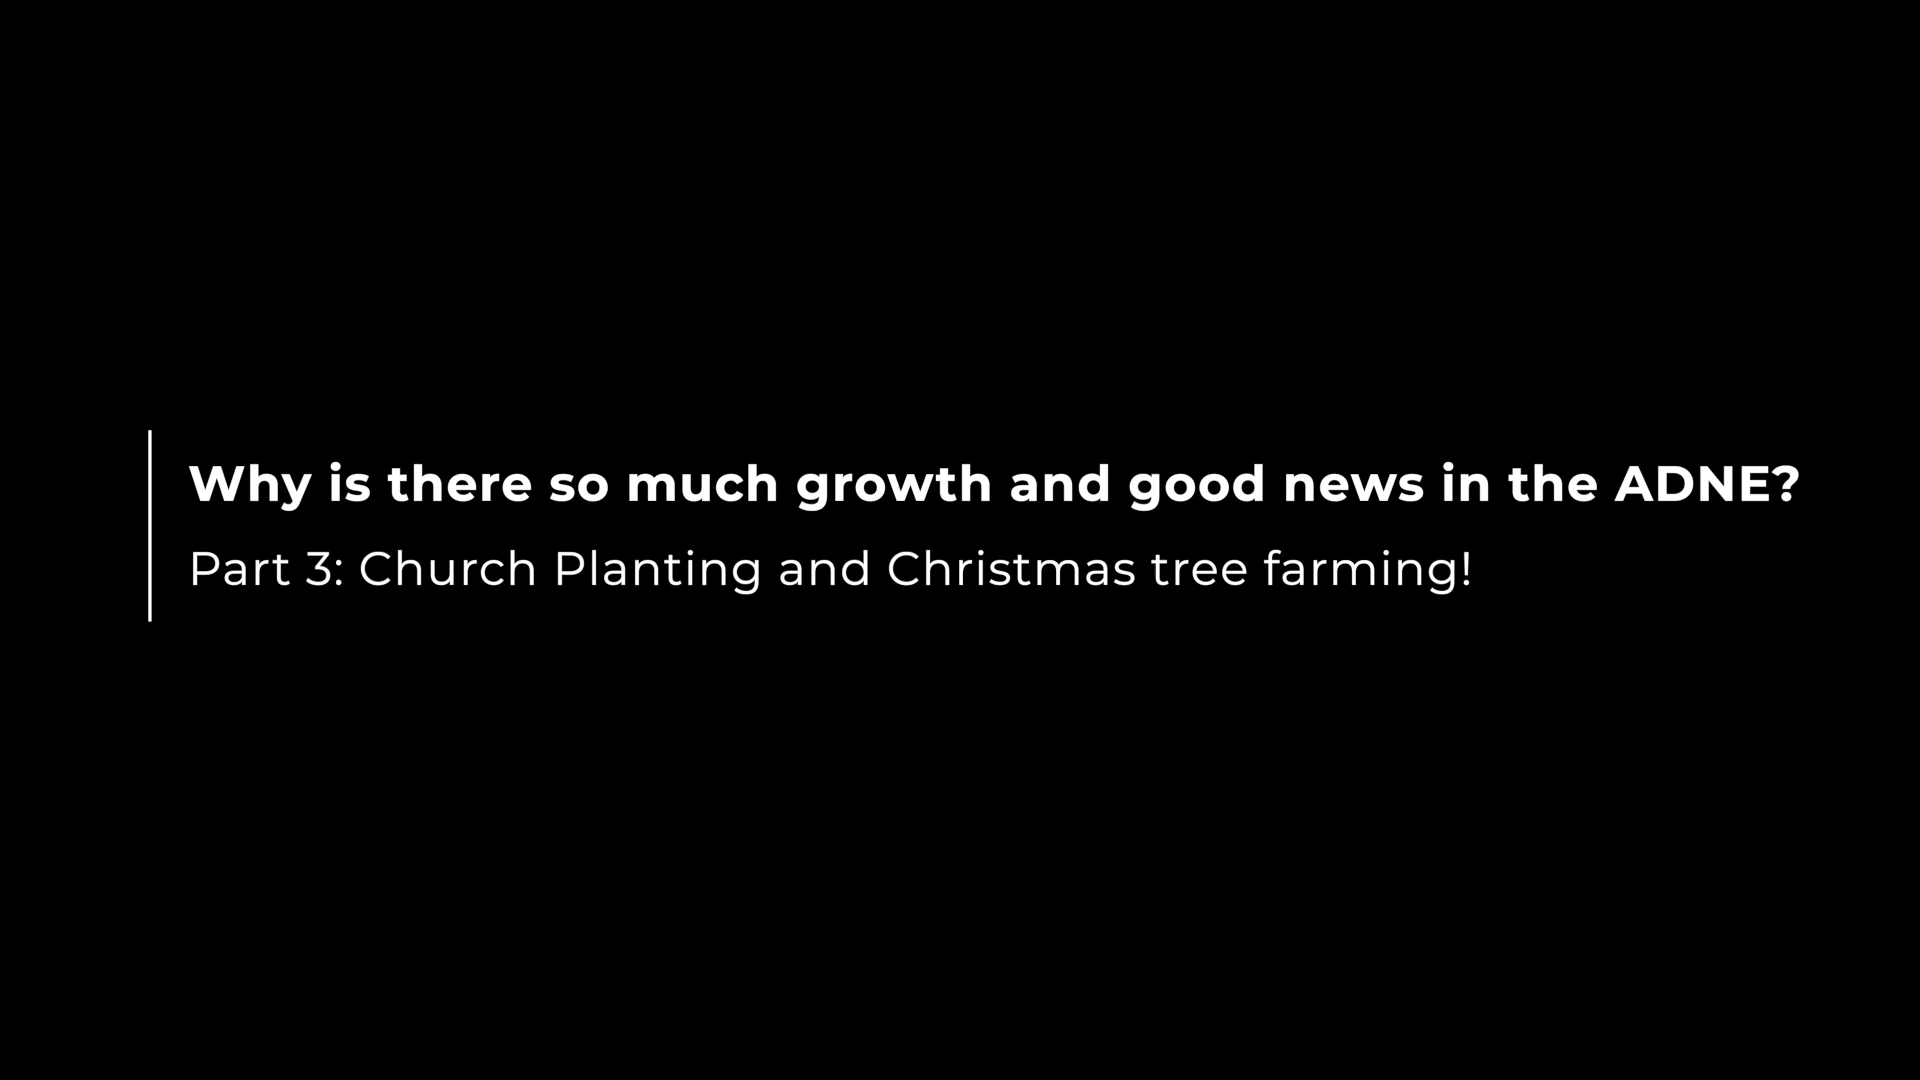 Why is there so much growth and good news in the ADNE?
Part 3: Church Planting and Christmas tree farming!